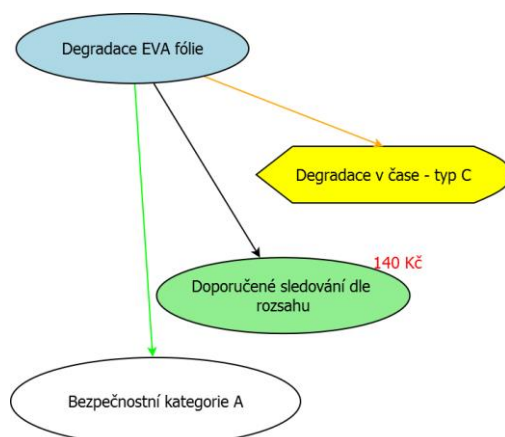 Degradace EVA fólie
Degradace v čase - typ C
140 Kč
Doporučené sledování dle
rozsahu
Bezpečnostní kategorie A